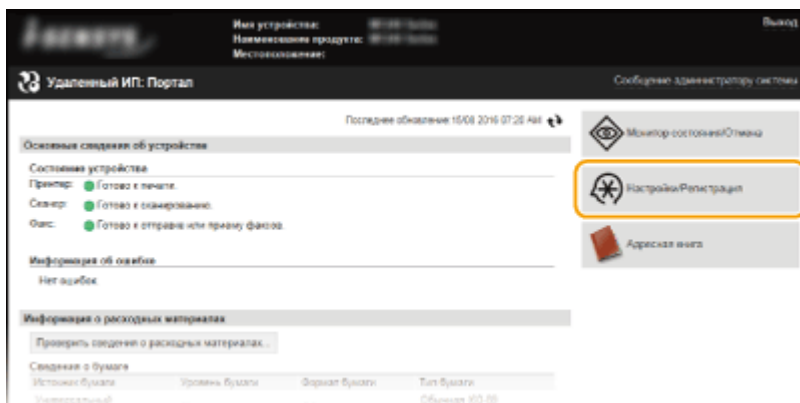 Имя устройства:
Выход
Наименование продукта:
Местоположение:
Удаленный ИП: Портал
Сообщение администратору системы
Последнее обновление: 15/08 2016 07:20 AM
Монитор состояния/Отмена
Основные сведения об устройстве
Состояние устройства
Принтер: Готово к печати.
Настройки/Регистрация
Сканер: Готово к сканированию.
Факс: Готово к отправке или приему факсов.
Адресная книга
Информация об ошибке
Нет ошибок.
Информация о расходных материалах
Проверить сведения о расходных материалах...
Сведения о бумаге
Источник бумаги Уровень бумаги Формат бумаги Тип бумаги
Универсальный Обычная